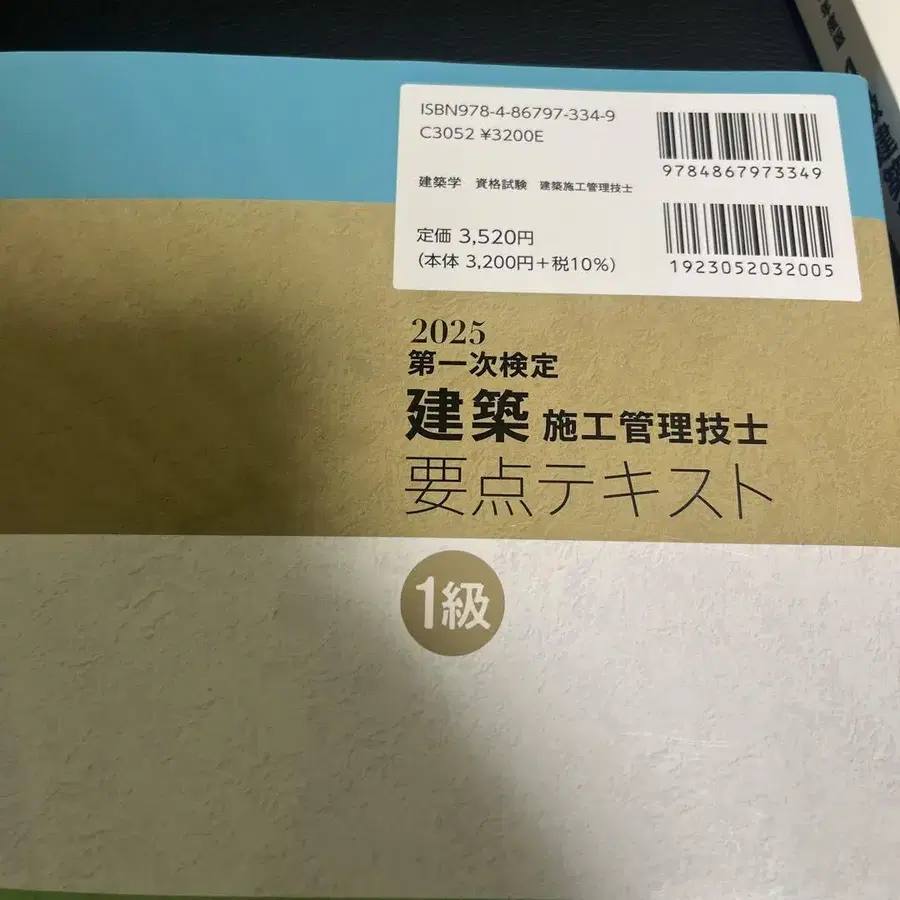 ISBN978-4-86797-334-9
C3052 ¥3200E
9784867973349
建築学 資格試験 建築施工管理技士
定価 3,520円
(本体 3,200円+税10%)
1923052032005
2025
第一次検定
建築 施工管理技士
要点テキスト
1級